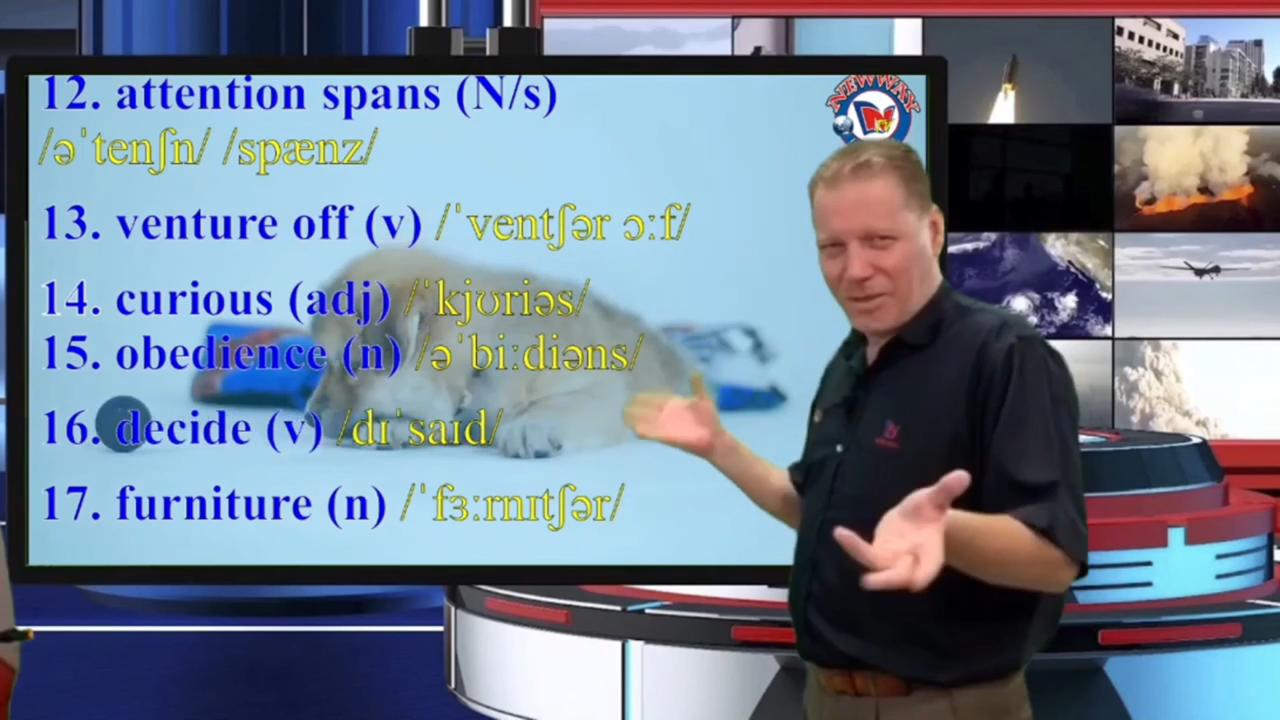 12. attention spans (N/s)
/əˈtenʃn/ /spænz/
13. venture off (v) /ˈventʃər ɔːf/
14. curious (adj) /ˈkjʊriəs/
15. obedience (n) /əˈbiːdiəns/
16. decide (v) /dɪˈsaɪd/
17. furniture (n) /ˈfɜːrnɪtʃər/
NEWWAY